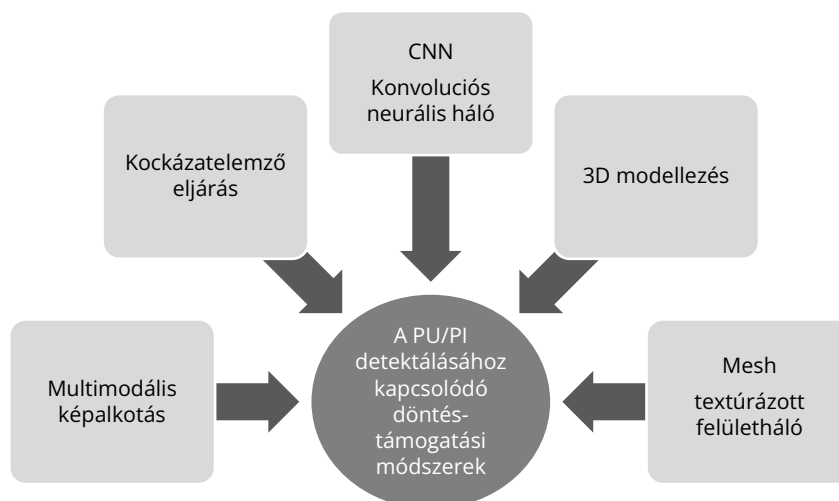 CNN
Konvoluciós
neurális háló
Kockázatelemző
eljárás
3D modellezés
Multimodális
képalkotás
A PU/PI
detektálásához
kapcsolódó
döntés-
támogatási
módszerek
Mesh
textúrázott
felületháló